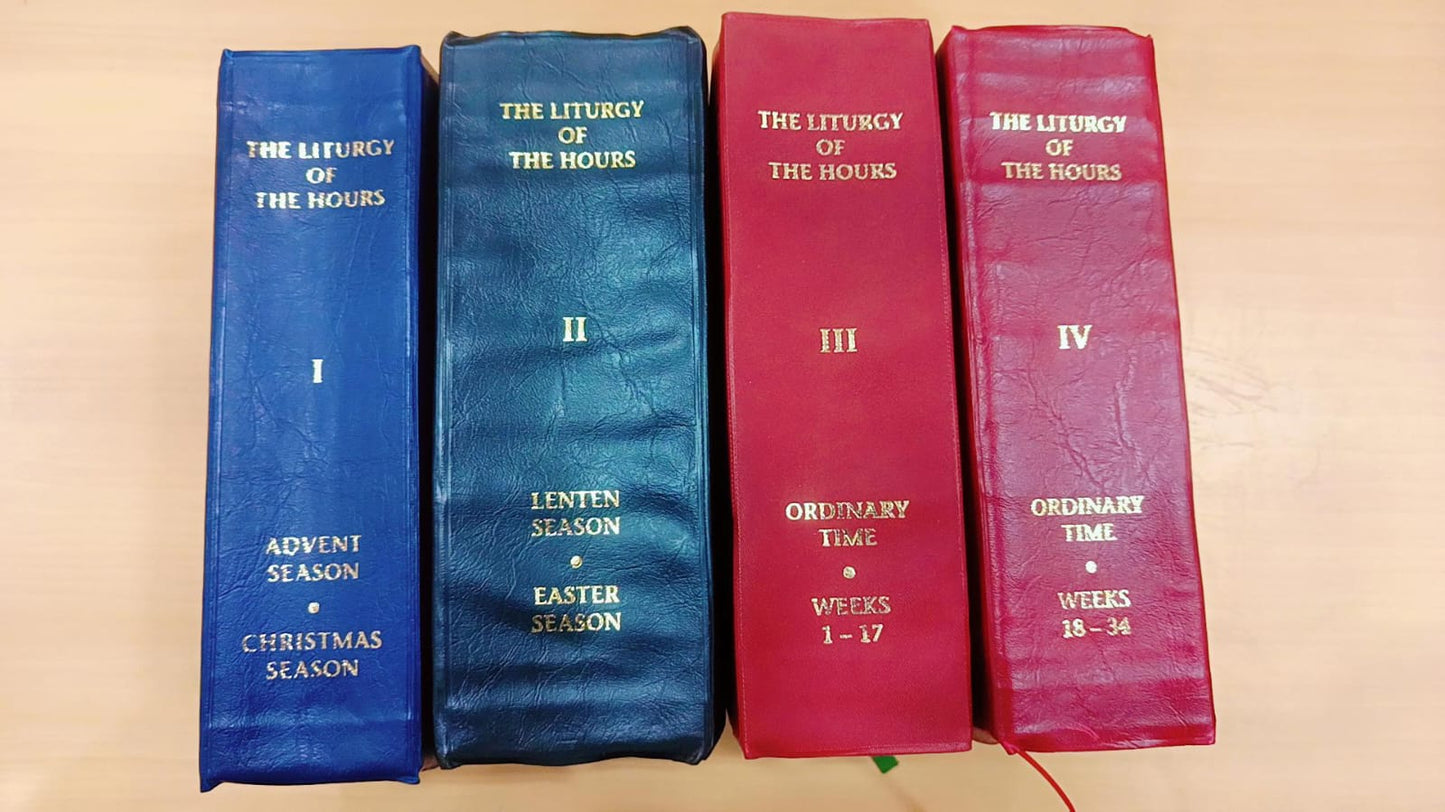 THE LITURGY
OF
THE HOURS
I
ADVENT
SEASON
•
CHRISTMAS
SEASON
THE LITURGY
OF
THE HOURS
II
LENTEN
SEASON
•
EASTER
SEASON
THE LITURGY
OF
THE HOURS
III
ORDINARY
TIME
•
WEEKS
1 – 17
THE LITURGY
OF
THE HOURS
IV
ORDINARY
TIME
•
WEEKS
18 – 34